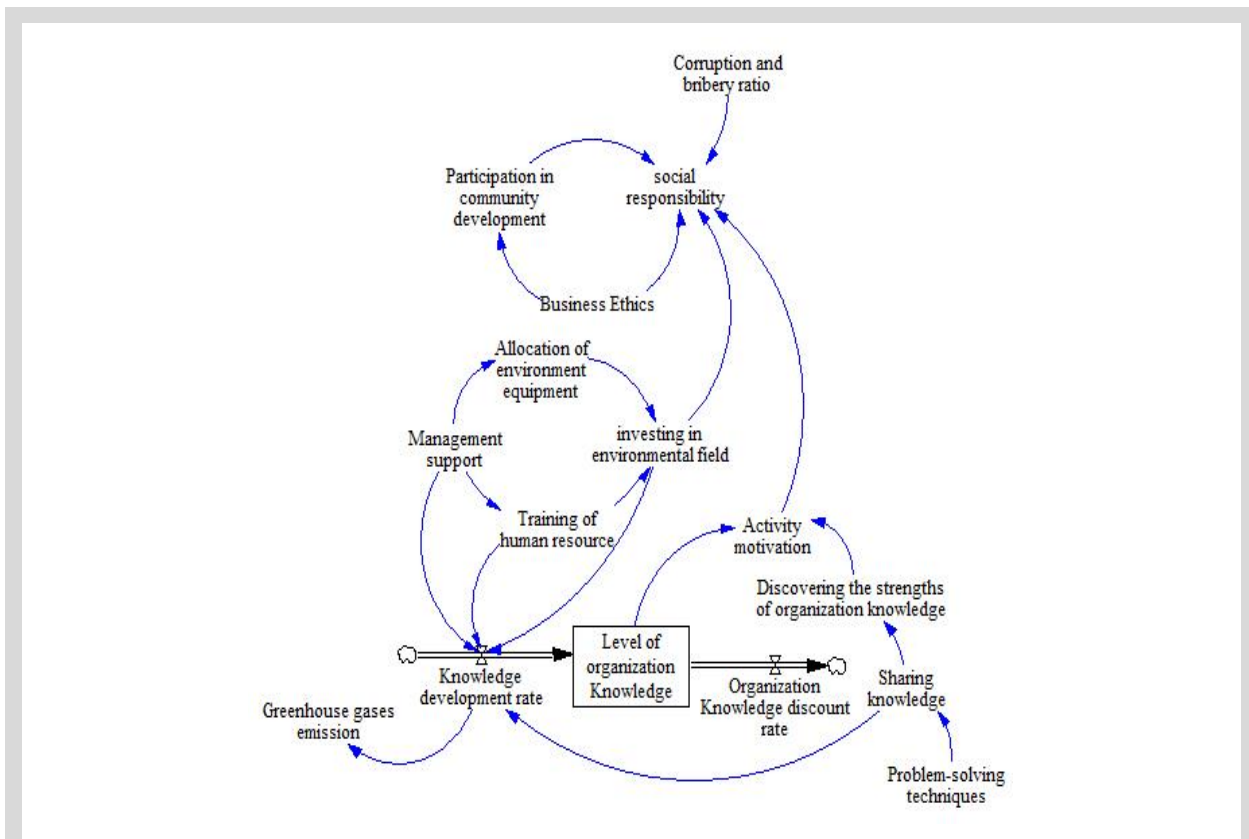 Corruption and
bribery ratio
Participation in
community
development
social
responsibility
Business Ethics
Allocation of
environment
equipment
Management
support
investing in
environmental field
Training of
human resource
Activity
motivation
Discovering the strengths
of organization knowledge
Level of
organization
Knowledge
Knowledge
development rate
Organization
Knowledge discount
rate
Sharing
knowledge
Greenhouse gases
emission
Problem-solving
techniques